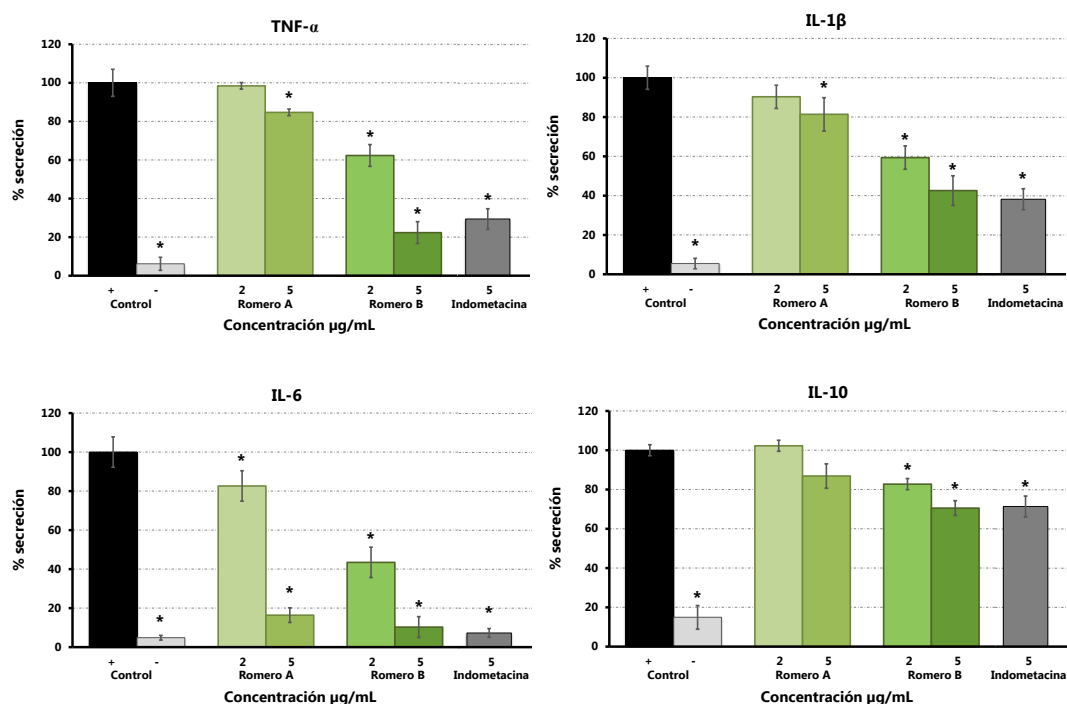 TNF-α
120
100
80
60
40
20
0
% secreción
* * * * *
+ - 2 5 2 5 5
Control Romero A Romero B Indometacina
Concentración µg/mL
IL-1β
120
100
80
60
40
20
0
% secreción
* * * * *
+ - 2 5 2 5 5
Control Romero A Romero B Indometacina
Concentración µg/mL
IL-6
120
100
80
60
40
20
0
% secreción
* * * * * *
+ - 2 5 2 5 5
Control Romero A Romero B Indometacina
Concentración µg/mL
IL-10
120
100
80
60
40
20
0
% secreción
* * * *
+ - 2 5 2 5 5
Control Romero A Romero B Indometacina
Concentración µg/mL